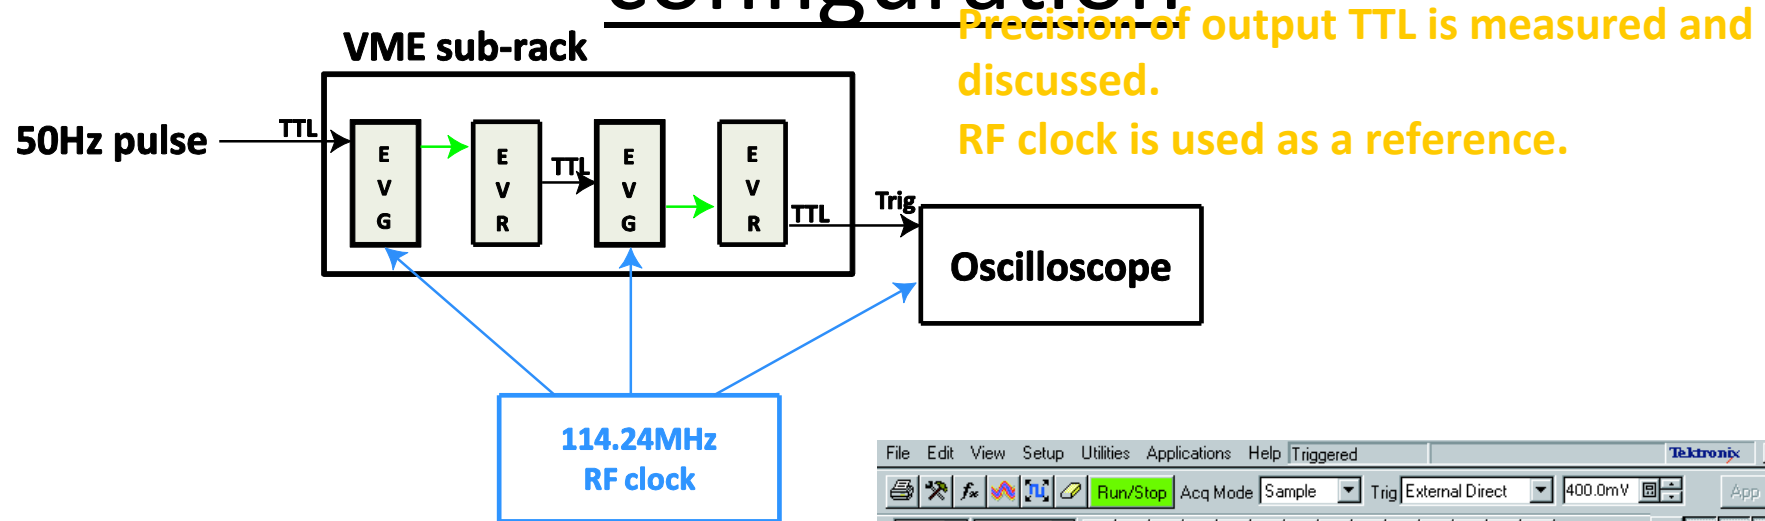 configuration
Precision of output TTL is measured and
discussed.
RF clock is used as a reference.
VME sub-rack
50Hz pulse
TTL
E
V
G
E
V
R
TTL
E
V
G
E
V
R
TTL
Trig
Oscilloscope
114.24MHz
RF clock
File Edit View Setup Utilities Applications Help Triggered Tektronix
Run/Stop Acq Mode Sample Trig External Direct 400.0mV App